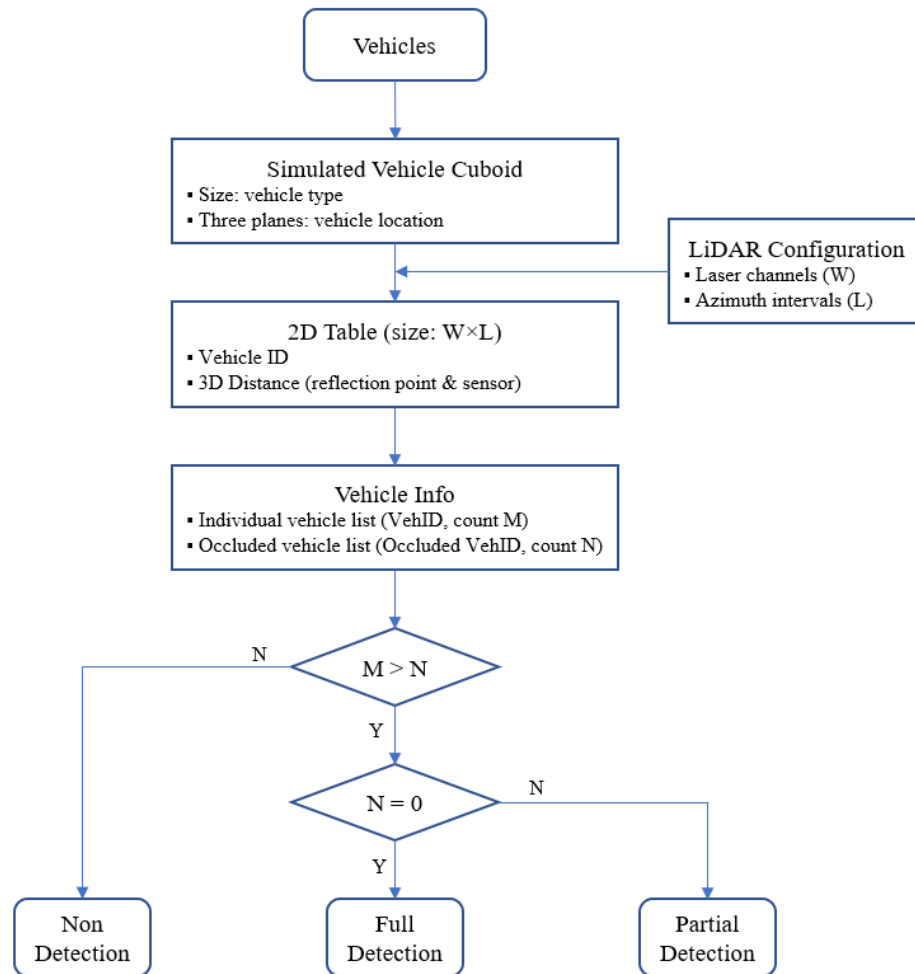 Vehicles
Simulated Vehicle Cuboid
▪ Size: vehicle type
▪ Three planes: vehicle location
LiDAR Configuration
▪ Laser channels (W)
▪ Azimuth intervals (L)
2D Table (size: W×L)
▪ Vehicle ID
▪ 3D Distance (reflection point & sensor)
Vehicle Info
▪ Individual vehicle list (VehID, count M)
▪ Occluded vehicle list (Occluded VehID, count N)
N
M > N
Y
N = 0
N
Y
Non
Detection
Full
Detection
Partial
Detection